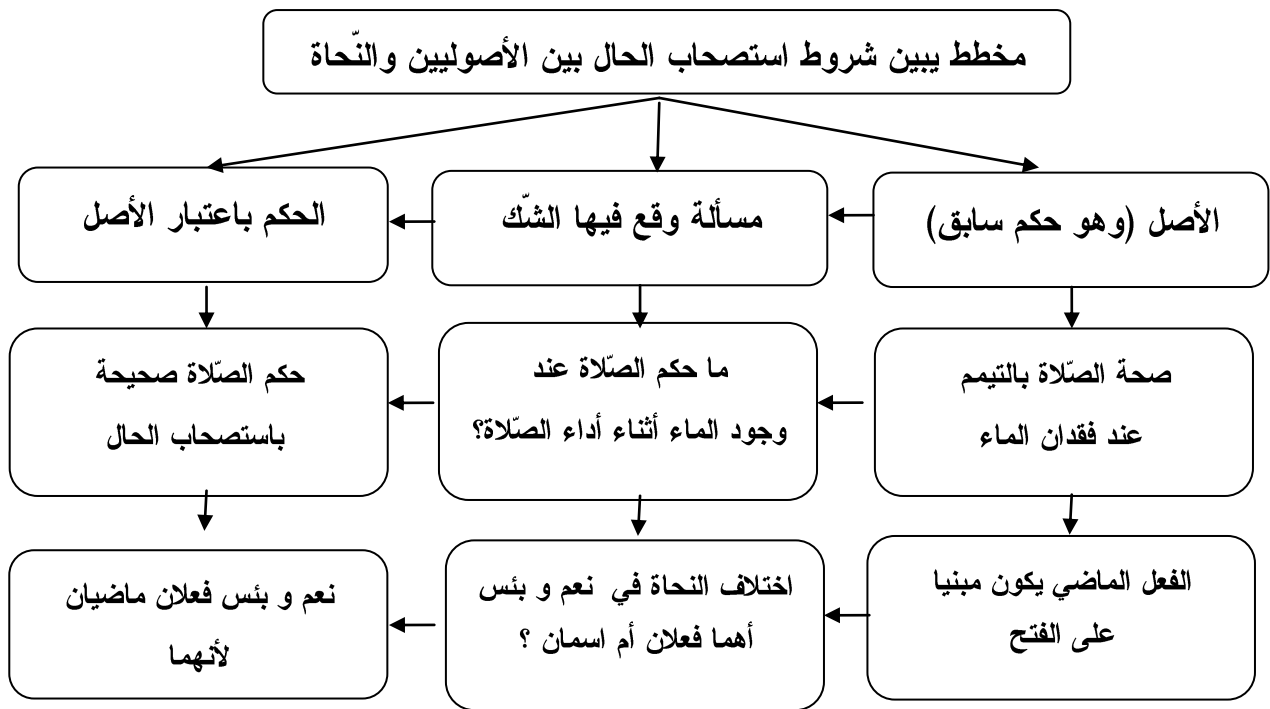 مخطط يبين شروط استصحاب الحال بين الأصوليين والنّحاة
الأصل (وهو حكم سابق)
مسألة وقع فيها الشّك
الحكم باعتبار الأصل
صحة الصّلاة بالتيمم
عند فقدان الماء
ما حكم الصّلاة عند
وجود الماء أثناء أداء الصّلاة؟
حكم الصّلاة صحيحة
باستصحاب الحال
الفعل الماضي يكون مبنيا
على الفتح
اختلاف النحاة في نعم و بئس
أهما فعلان أم اسمان ؟
نعم و بئس فعلان ماضيان
لأنهما